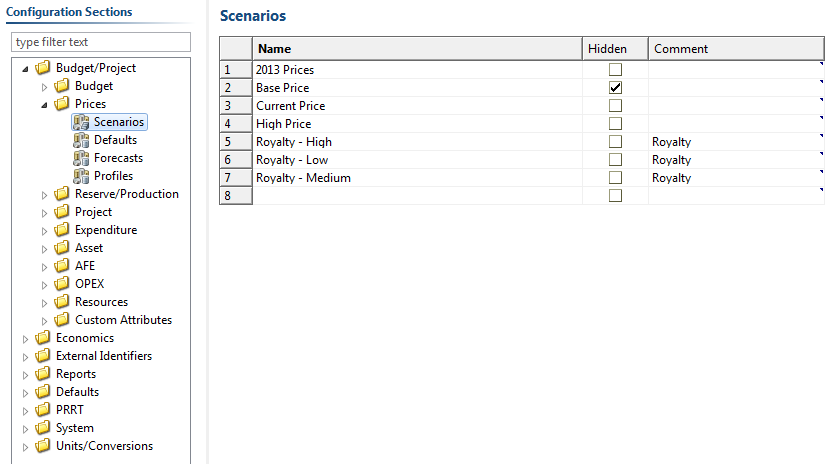 Configuration Sections
type filter text
Budget/Project
Budget
Prices
Scenarios
Defaults
Forecasts
Profiles
Reserve/Production
Project
Expenditure
Asset
AFE
OPEX
Resources
Custom Attributes
Economics
External Identifiers
Reports
Defaults
PRRT
System
Units/Conversions
Scenarios
Name Hidden Comment
1 2013 Prices
2 Base Price
3 Current Price
4 High Price
5 Royalty - High Royalty
6 Royalty - Low Royalty
7 Royalty - Medium Royalty
8